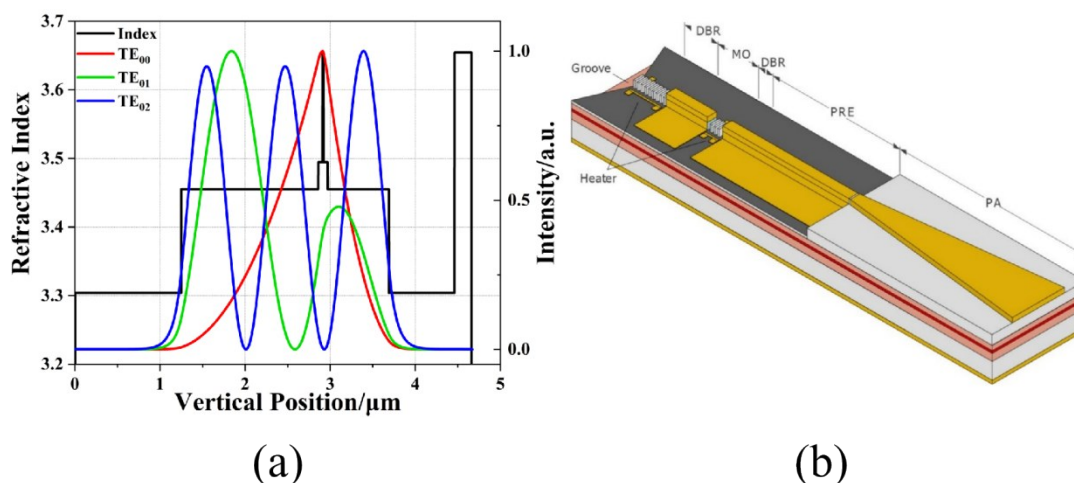 3.7
3.6
3.5
3.4
3.3
3.2
Refractive Index
Index
TE00
TE01
TE02
1.0
0.5
0.0
Intensity/a.u.
0 1 2 3 4 5
Vertical Position/μm
(a)
DBR
MO
DBR
PRE
PA
Groove
Heater
(b)